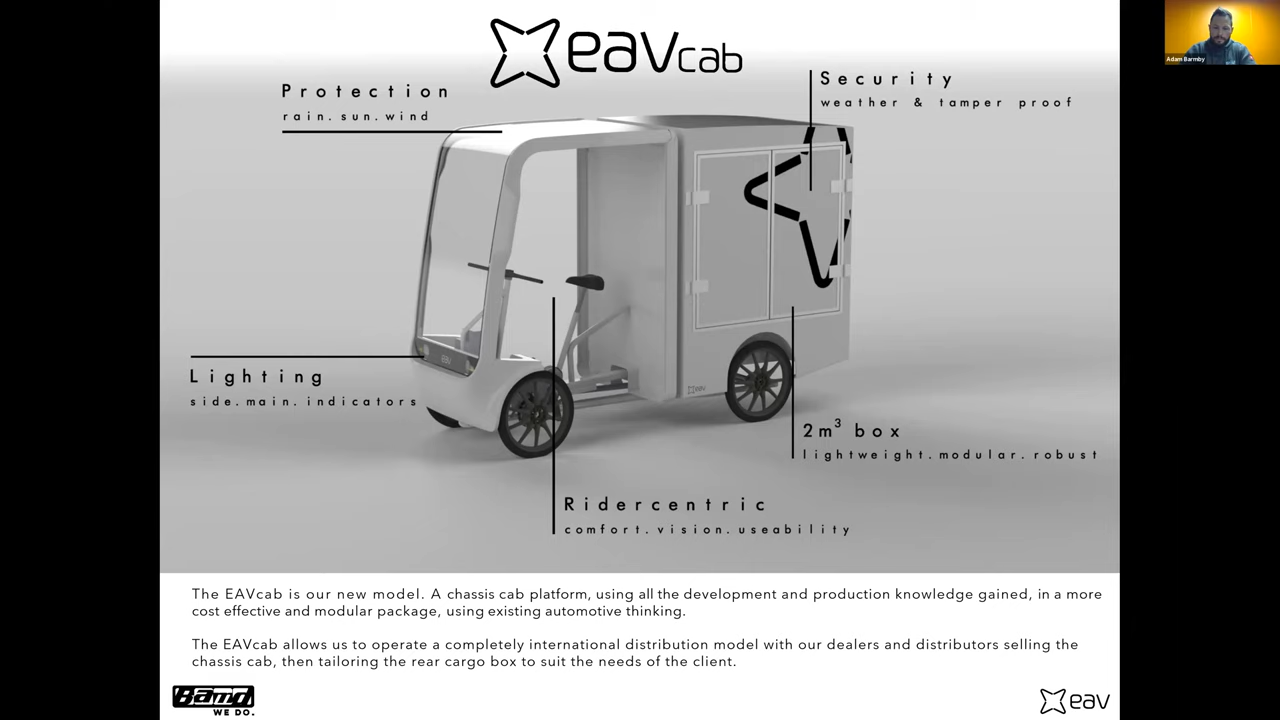 eavcab
Protection
rain. sun. wind
Security
weather & tamper proof
Adam Barmby
EAV
Lighting
side. main. indicators
eav
2m³ box
lightweight. modular. robust
Ridercentric
comfort. vision. useability
The EAVcab is our new model. A chassis cab platform, using all the development and production knowledge gained, in a more
cost effective and modular package, using existing automotive thinking.
The EAVcab allows us to operate a completely international distribution model with our dealers and distributors selling the
chassis cab, then tailoring the rear cargo box to suit the needs of the client.
Bamd
WE DO.
eav